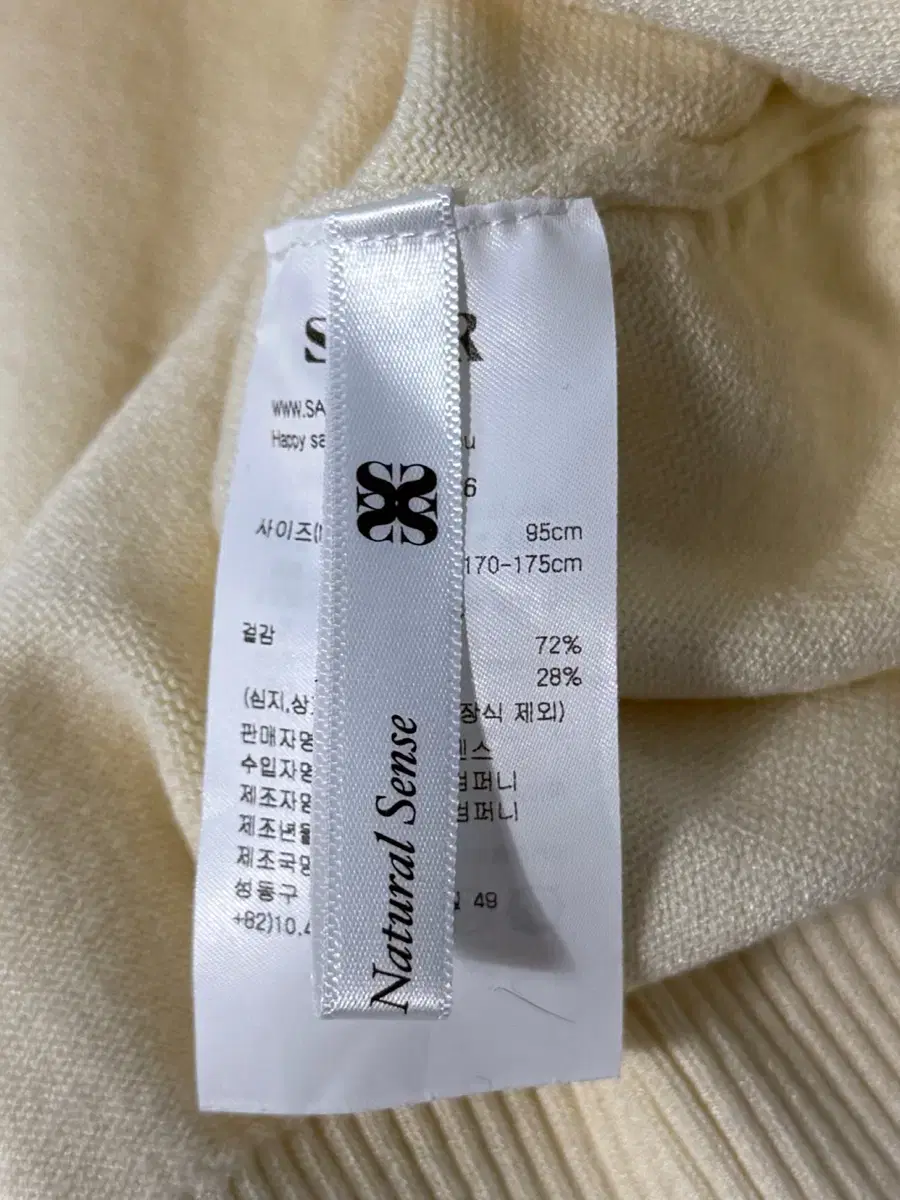 S R
WWW.SA
Happy sa u
6
사이즈(
95cm
170-175cm
겉감 72%
28%
(심지,상 장식 제외)
판매자명 스
수입자명 컴퍼니
제조자명 컴퍼니
제조년월
제조국명
성동구 49
+82)10.4
Natural Sense